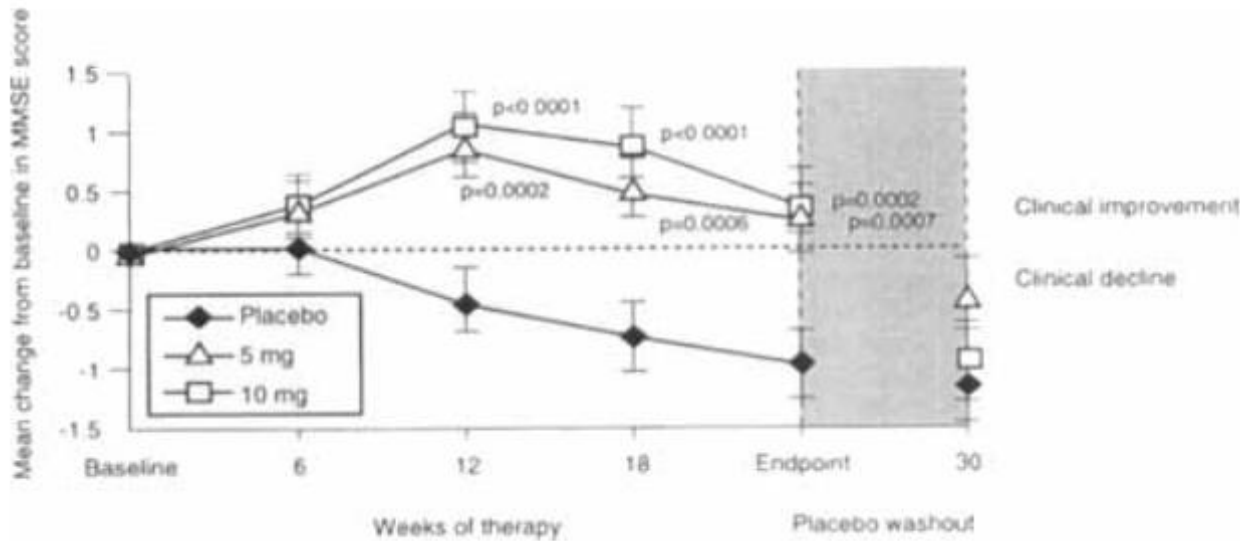 Mean change from baseline in MMSE score
1.5
1
0.5
0
-0.5
-1
-1.5
p<0.0001
p<0.0001
p=0.0002
p=0.0006
p=0.0002
p=0.0007
Clinical improvement
Clinical decline
Placebo
5 mg
10 mg
Baseline 6 12 18 Endpoint 30
Weeks of therapy Placebo washout